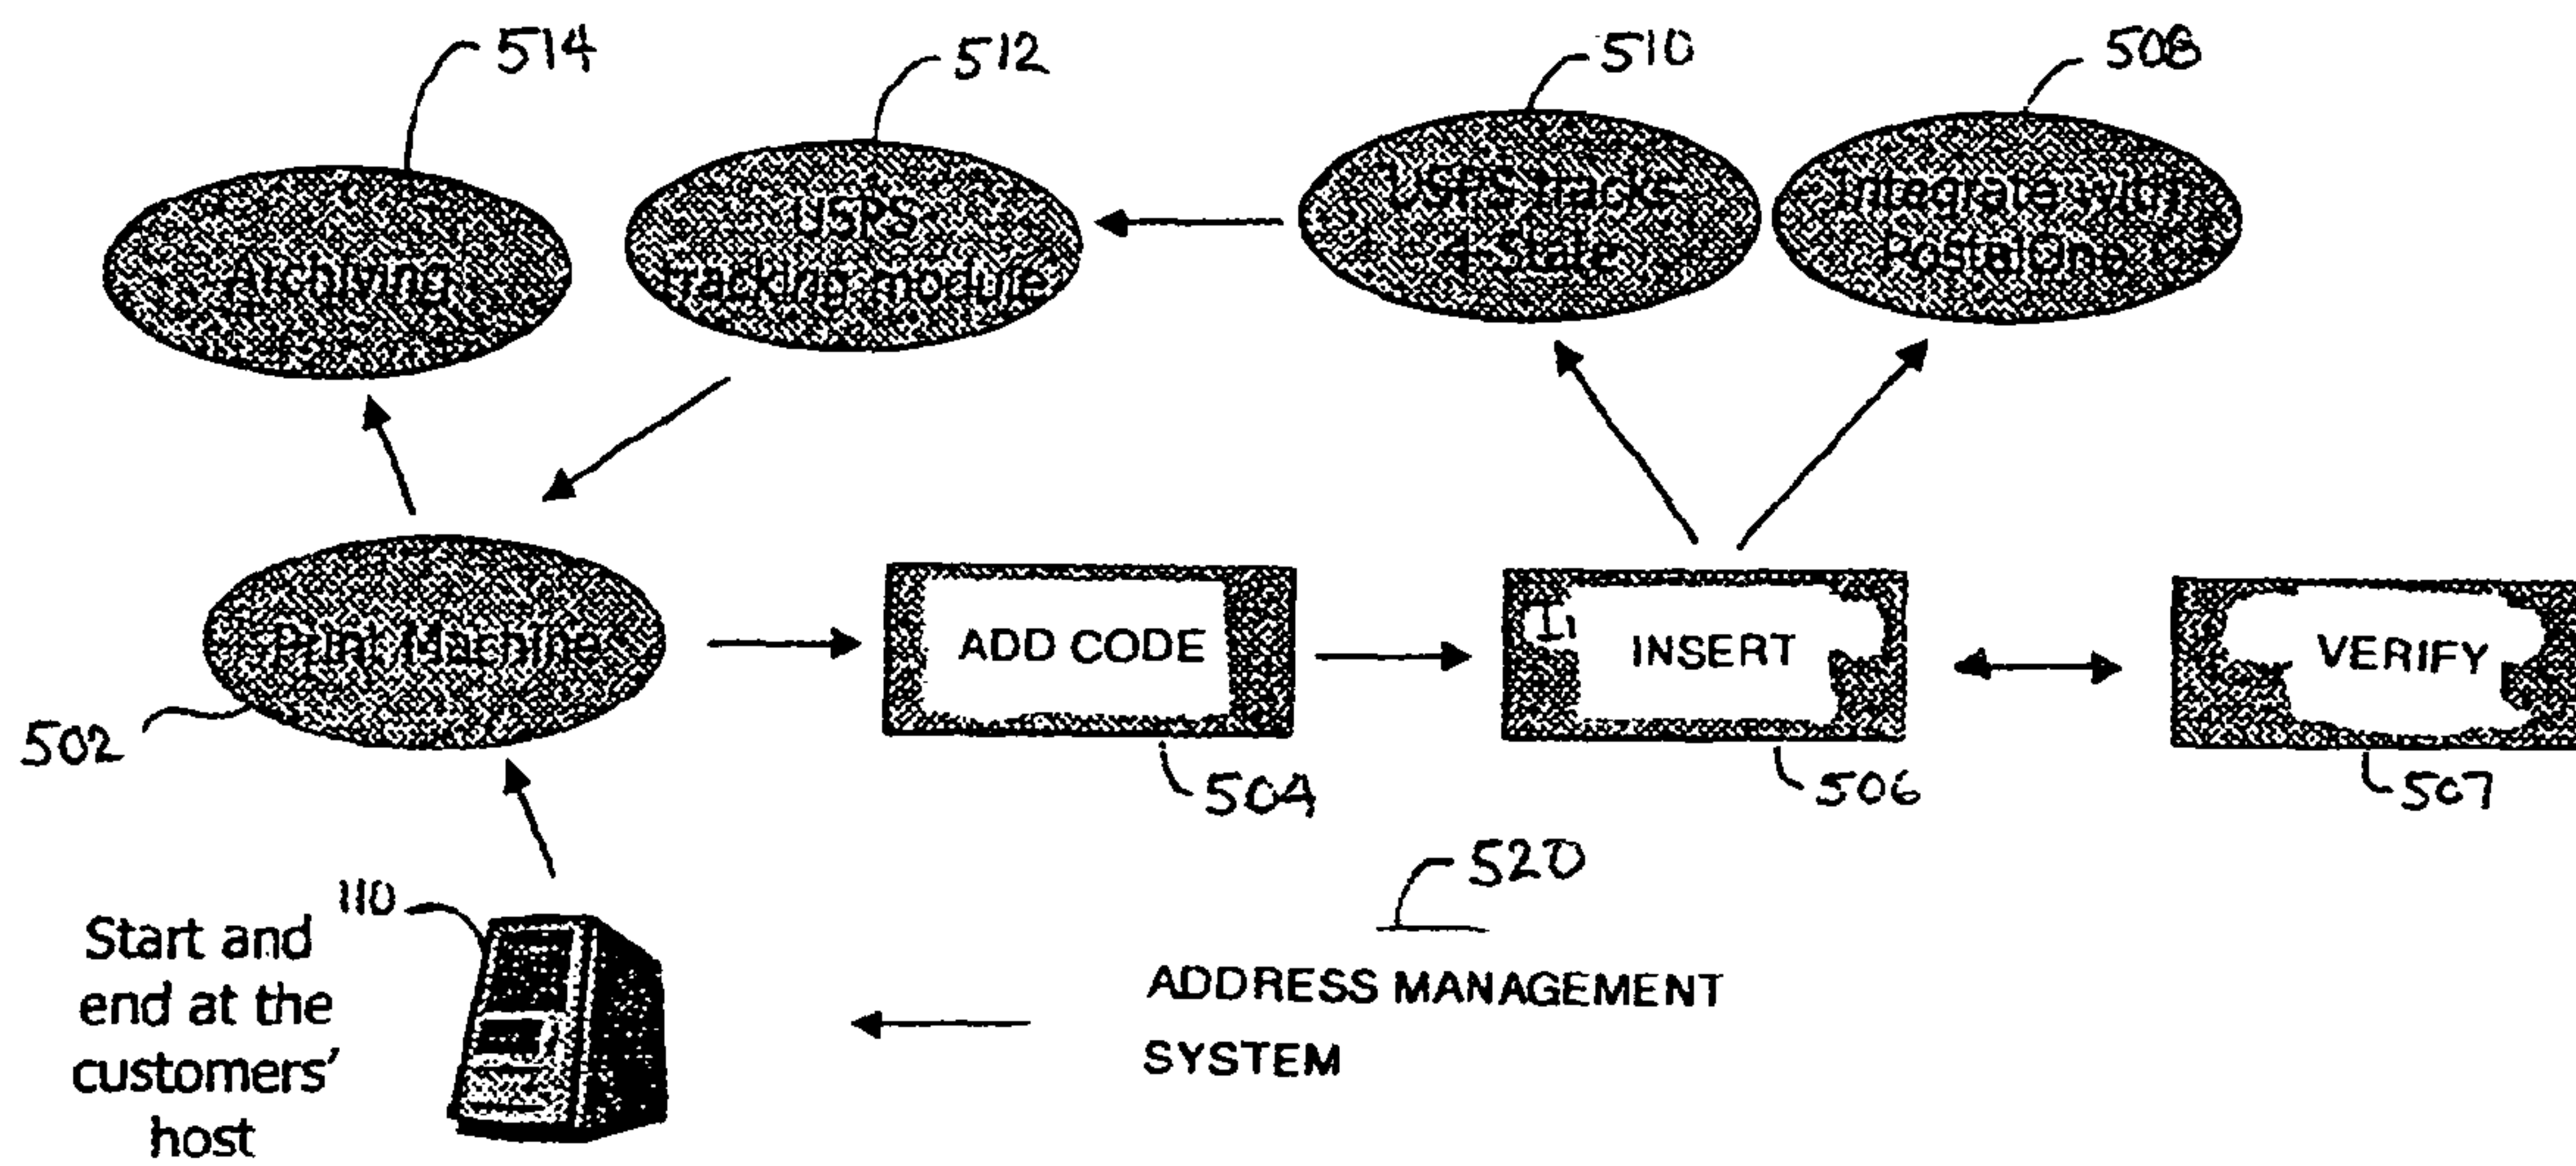 514
512
510
508
Archiving
USPS
tracking module
USPS tracks
4 State
Integrate with
PostalOne !
Print Machine
502
ADD CODE
504
INSERT
506
VERIFY
507
110
Start and
end at the
customers'
host
520
ADDRESS MANAGEMENT
SYSTEM